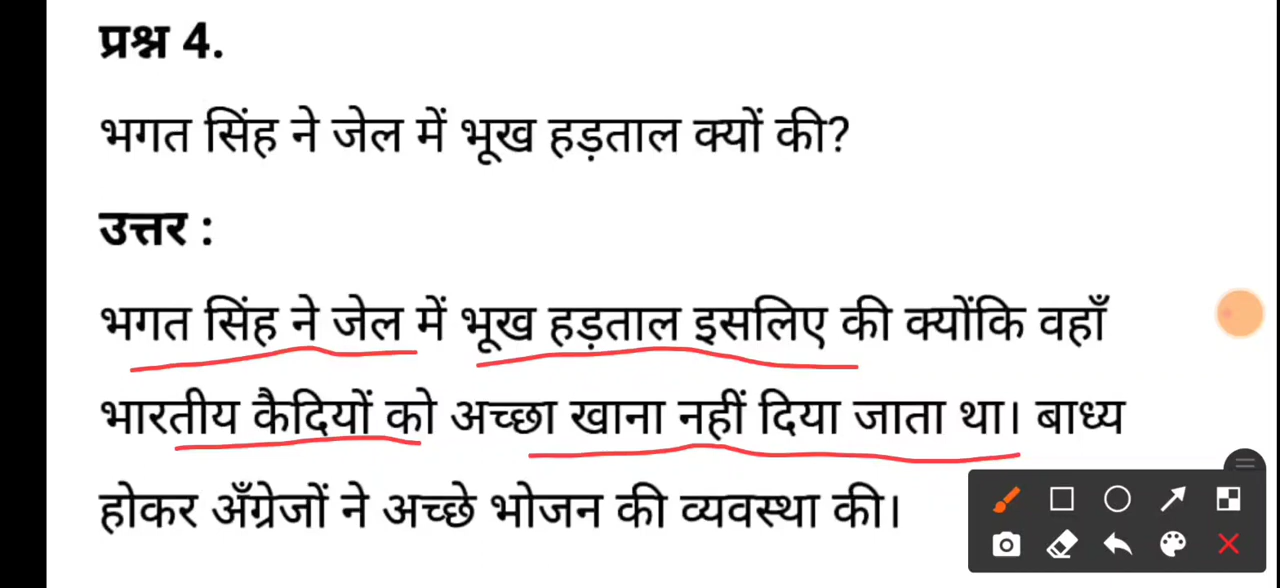 प्रश्न 4.
भगत सिंह ने जेल में भूख हड़ताल क्यों की?
उत्तर :
भगत सिंह ने जेल में भूख हड़ताल इसलिए की क्योंकि वहाँ
भारतीय कैदियों को अच्छा खाना नहीं दिया जाता था। बाध्य
होकर अँग्रेजों ने अच्छे भोजन की व्यवस्था की।